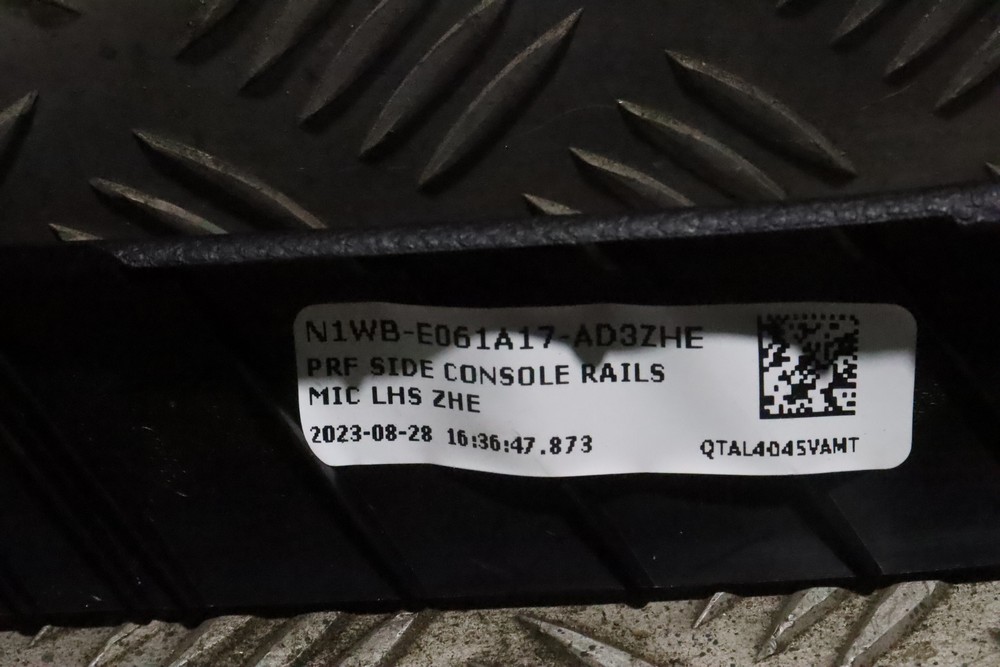 N1WB-E061A17-AD3ZHE
PRF SIDE CONSOLE RAILS
MIC LHS ZHE
2023-08-28 16:36:47.873
QTAL4045VAMT